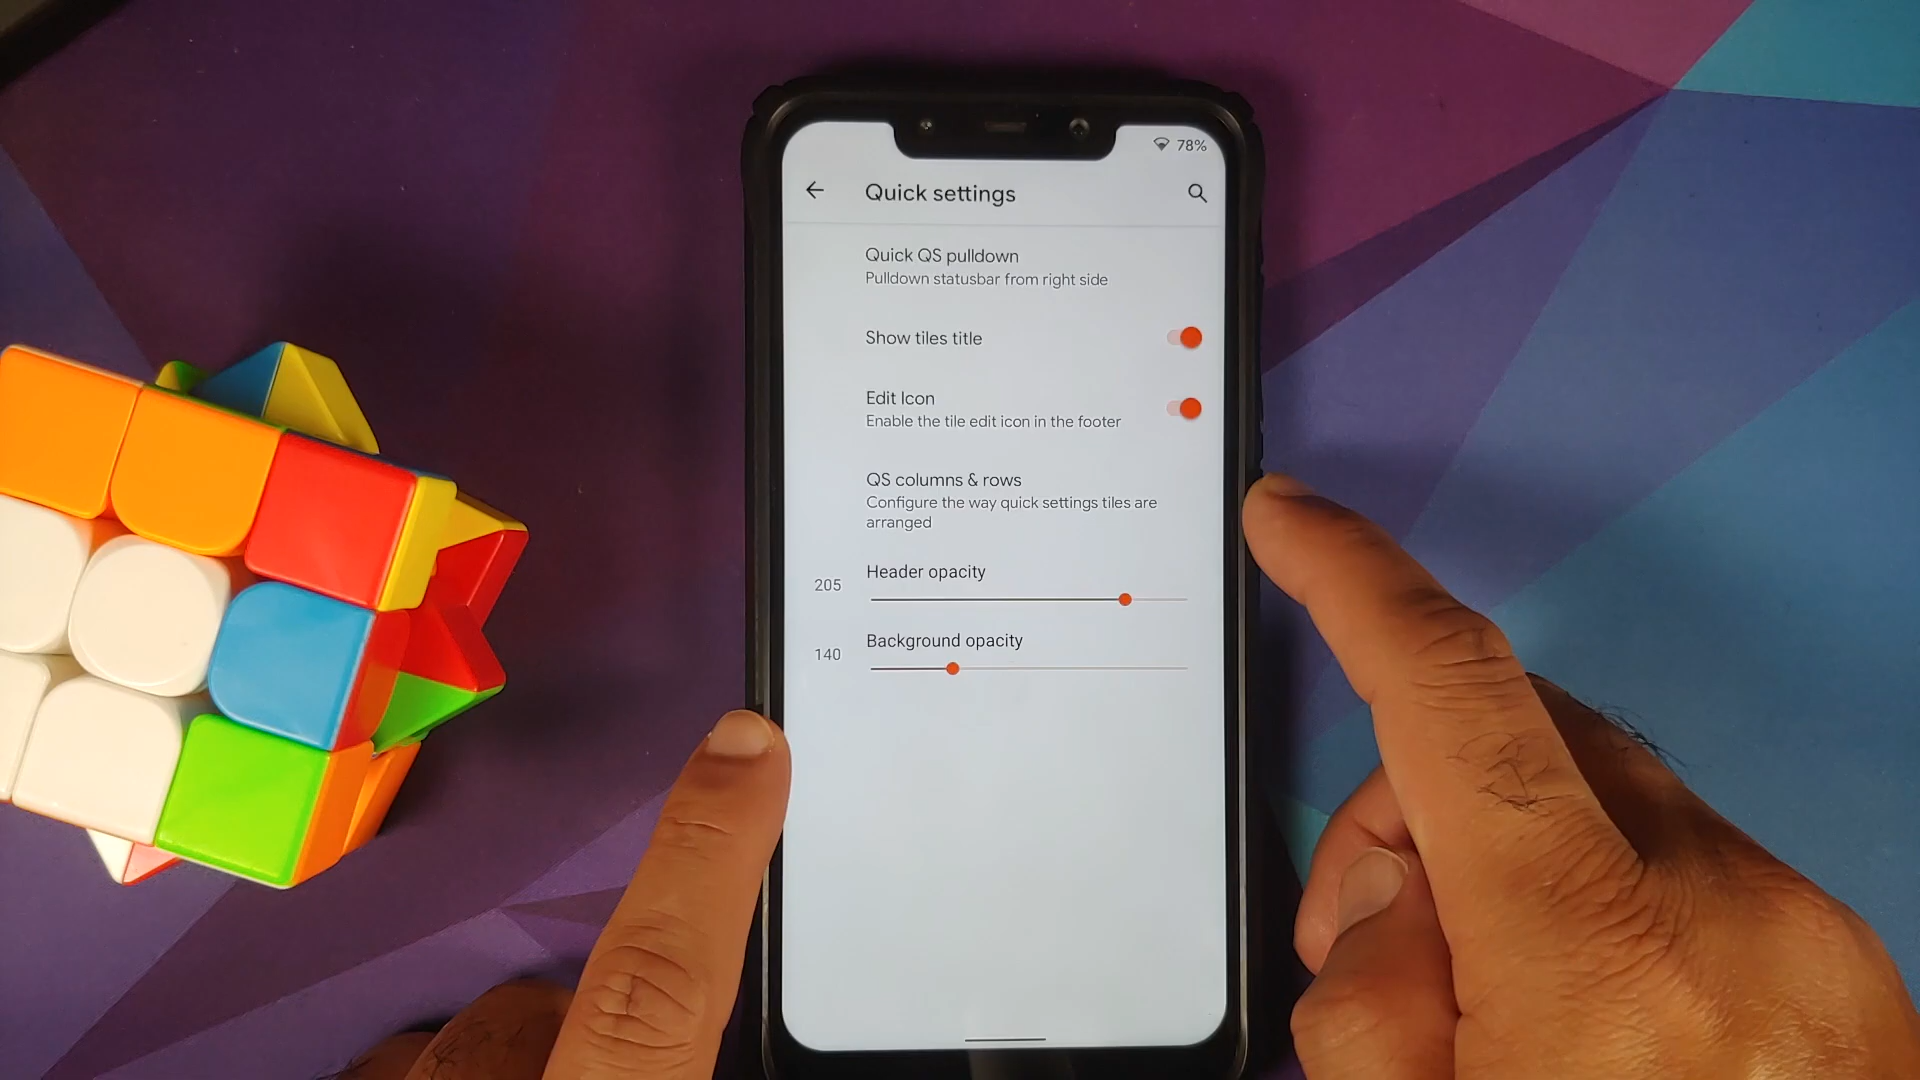 78%
Quick settings
Quick QS pulldown
Pulldown statusbar from right side
Show tiles title
Edit Icon
Enable the tile edit icon in the footer
QS columns & rows
Configure the way quick settings tiles are
arranged
Header opacity
205
Background opacity
140